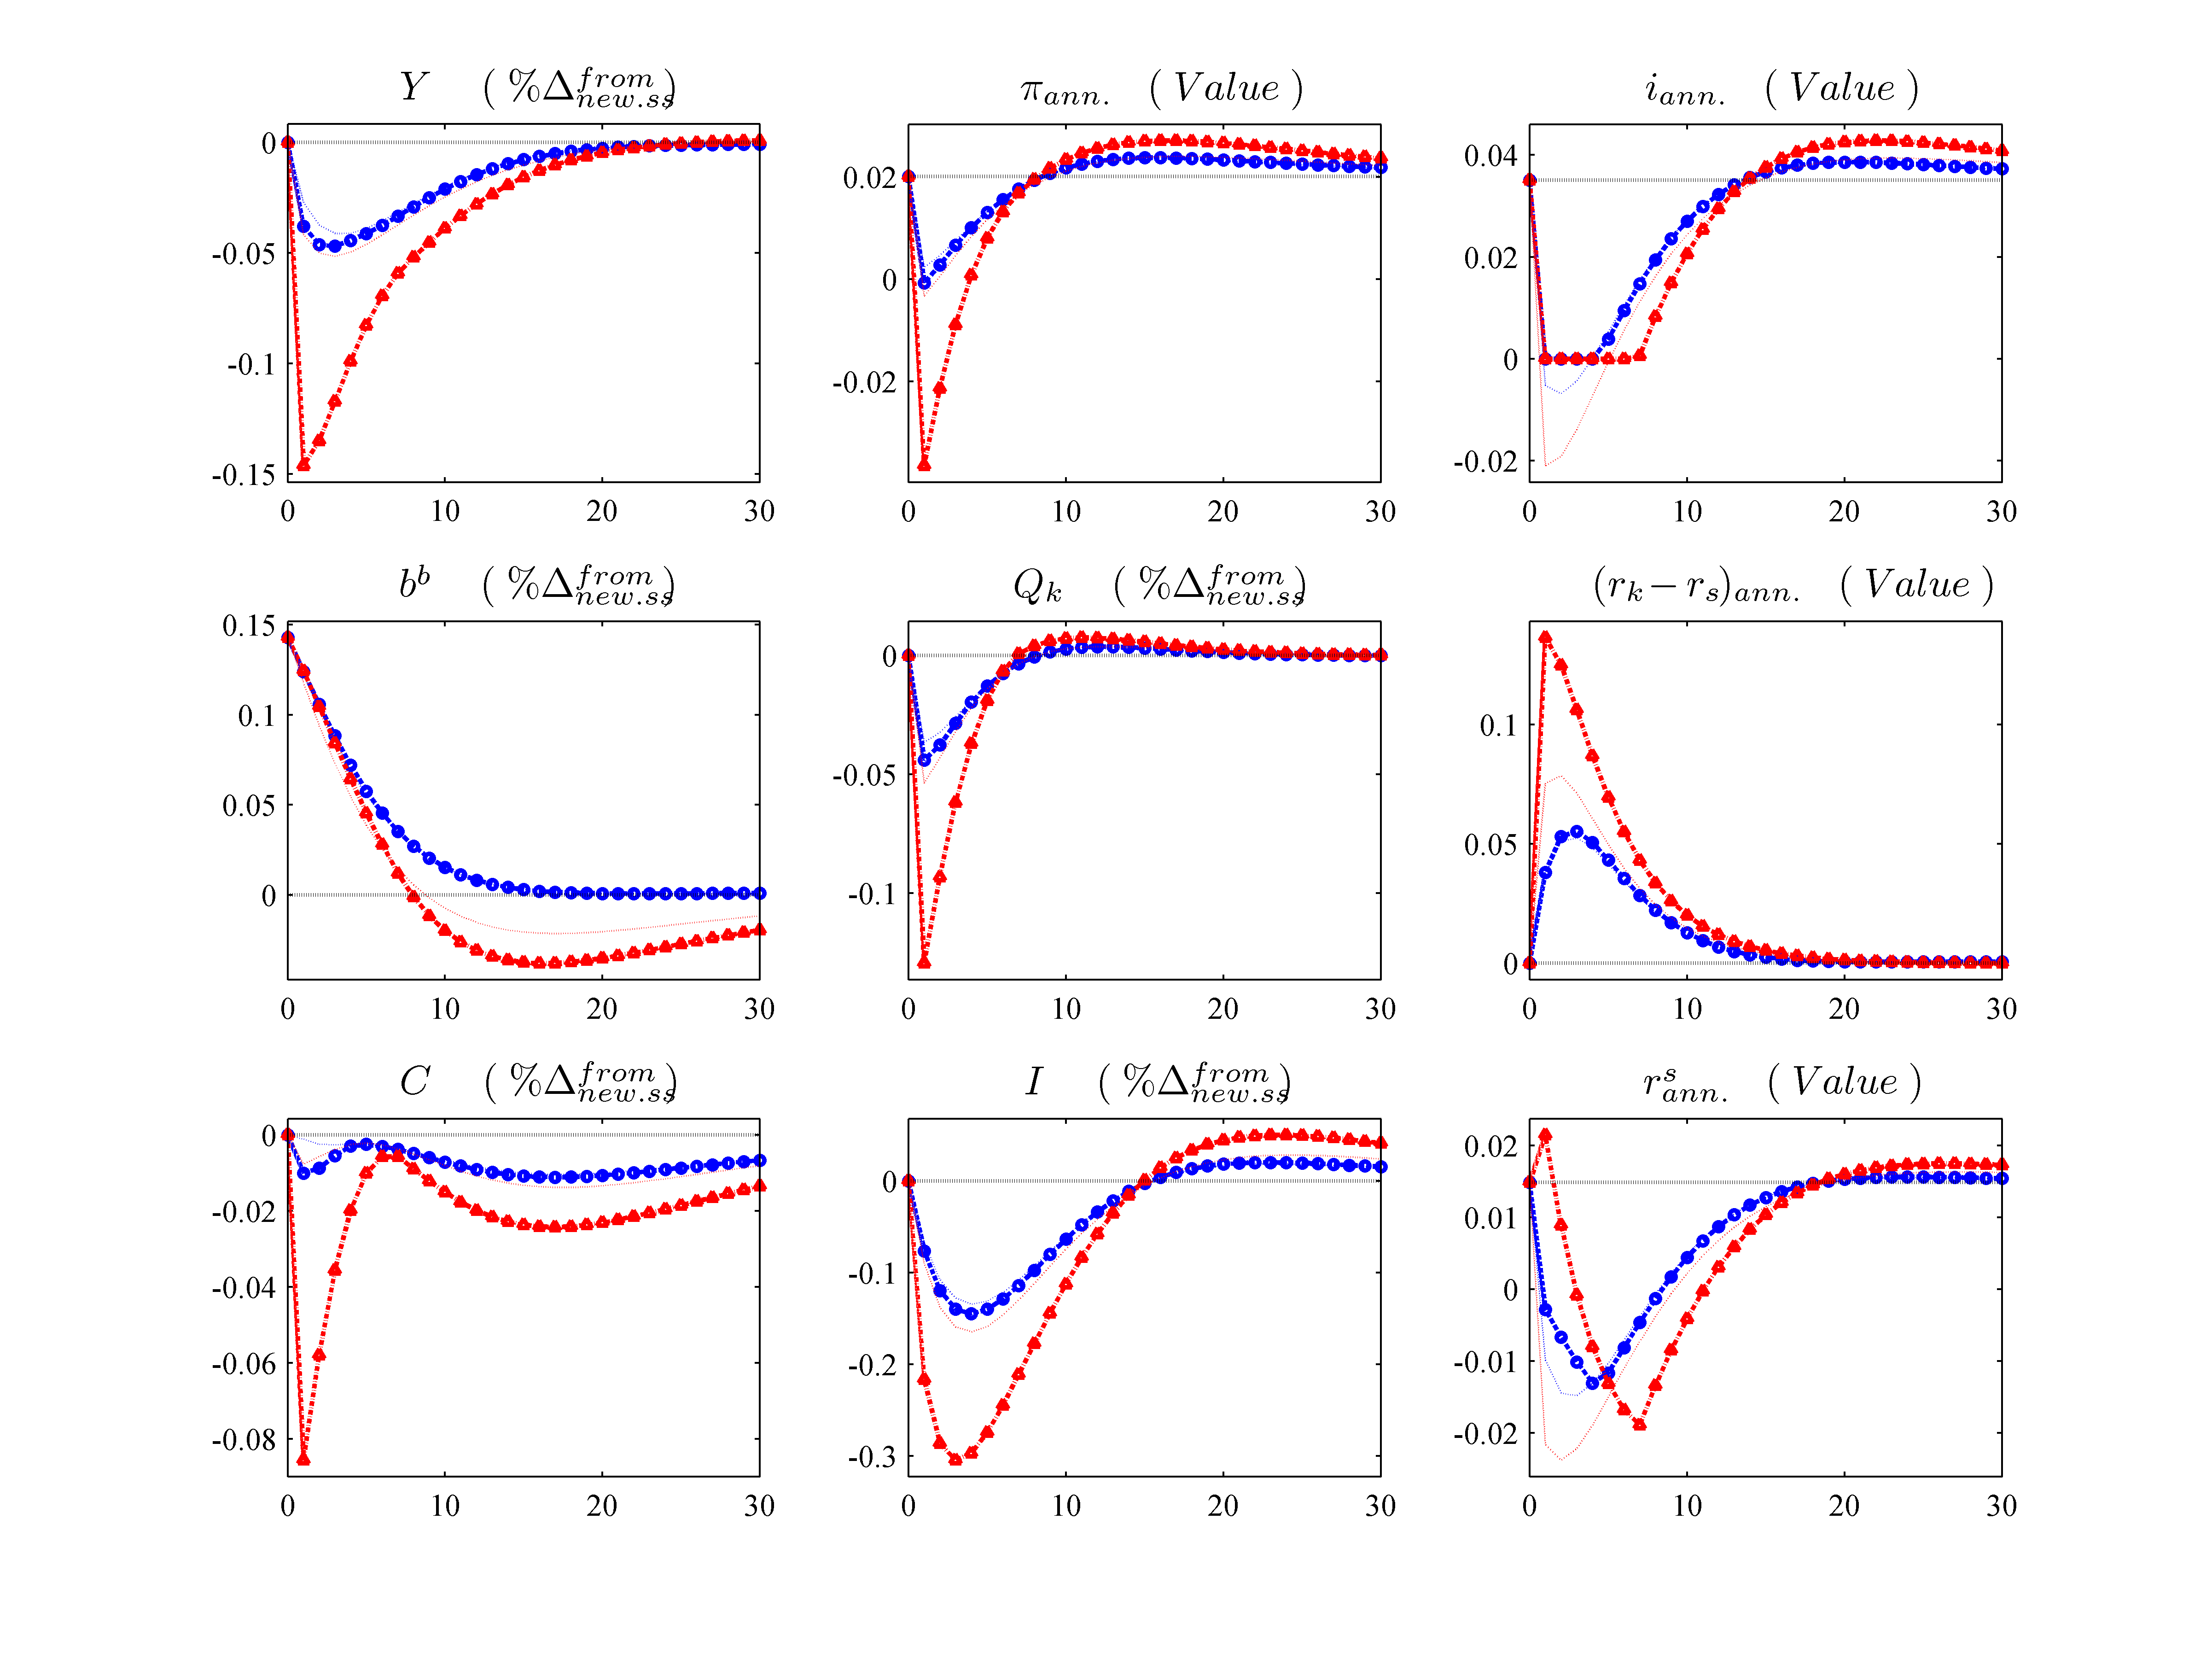 Y ( %Δ^{from}_{new.ss} )
0
-0.05
-0.1
-0.15
0 10 20 30
π_{ann.} ( Value )
0.02
0
-0.02
0 10 20 30
i_{ann.} ( Value )
0.04
0.02
0
-0.02
0 10 20 30
b^b ( %Δ^{from}_{new.ss} )
0.15
0.1
0.05
0
0 10 20 30
Q_k ( %Δ^{from}_{new.ss} )
0
-0.05
-0.1
0 10 20 30
(r_k − r_s)_{ann.} ( Value )
0.1
0.05
0
0 10 20 30
C ( %Δ^{from}_{new.ss} )
0
-0.02
-0.04
-0.06
-0.08
0 10 20 30
I ( %Δ^{from}_{new.ss} )
0
-0.1
-0.2
-0.3
0 10 20 30
r^s_{ann.} ( Value )
0.02
0.01
0
-0.01
-0.02
0 10 20 30